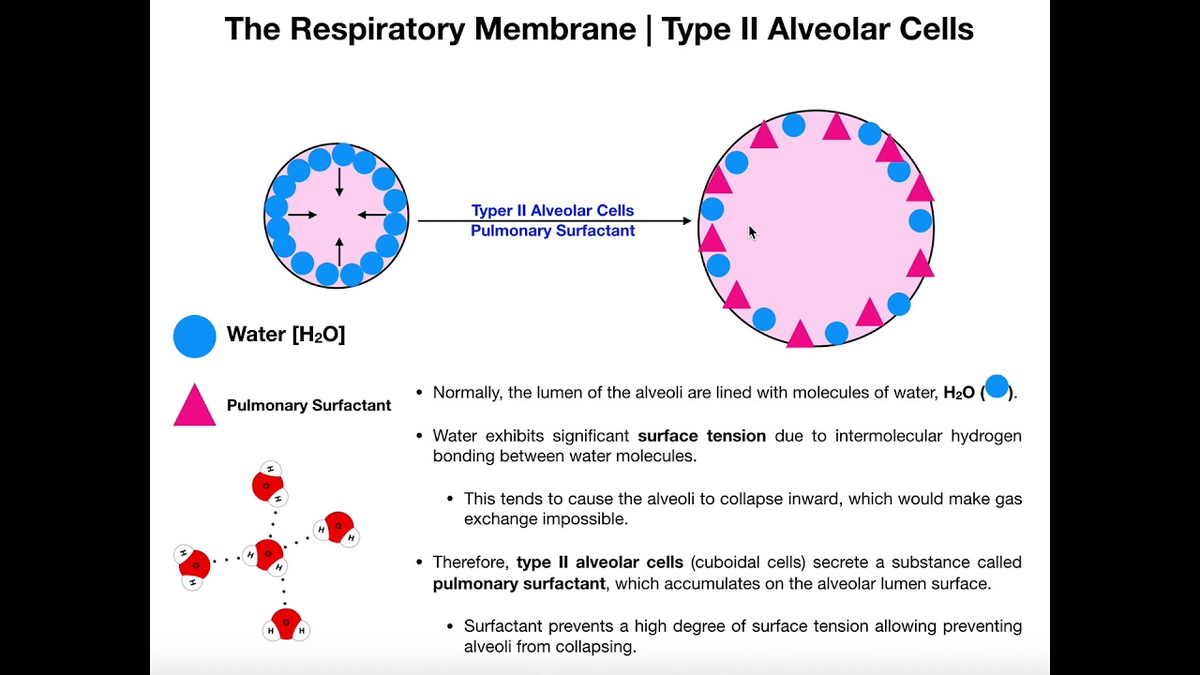 The Respiratory Membrane | Type II Alveolar Cells
Typer II Alveolar Cells
Pulmonary Surfactant
Water [H₂O]
Pulmonary Surfactant
• Normally, the lumen of the alveoli are lined with molecules of water, H₂O ( ).
• Water exhibits significant surface tension due to intermolecular hydrogen
bonding between water molecules.
• This tends to cause the alveoli to collapse inward, which would make gas
exchange impossible.
• Therefore, type II alveolar cells (cuboidal cells) secrete a substance called
pulmonary surfactant, which accumulates on the alveolar lumen surface.
• Surfactant prevents a high degree of surface tension allowing preventing
alveoli from collapsing.
H
O
H
H
O
H
H
O
H
H
O
H
H
O
H